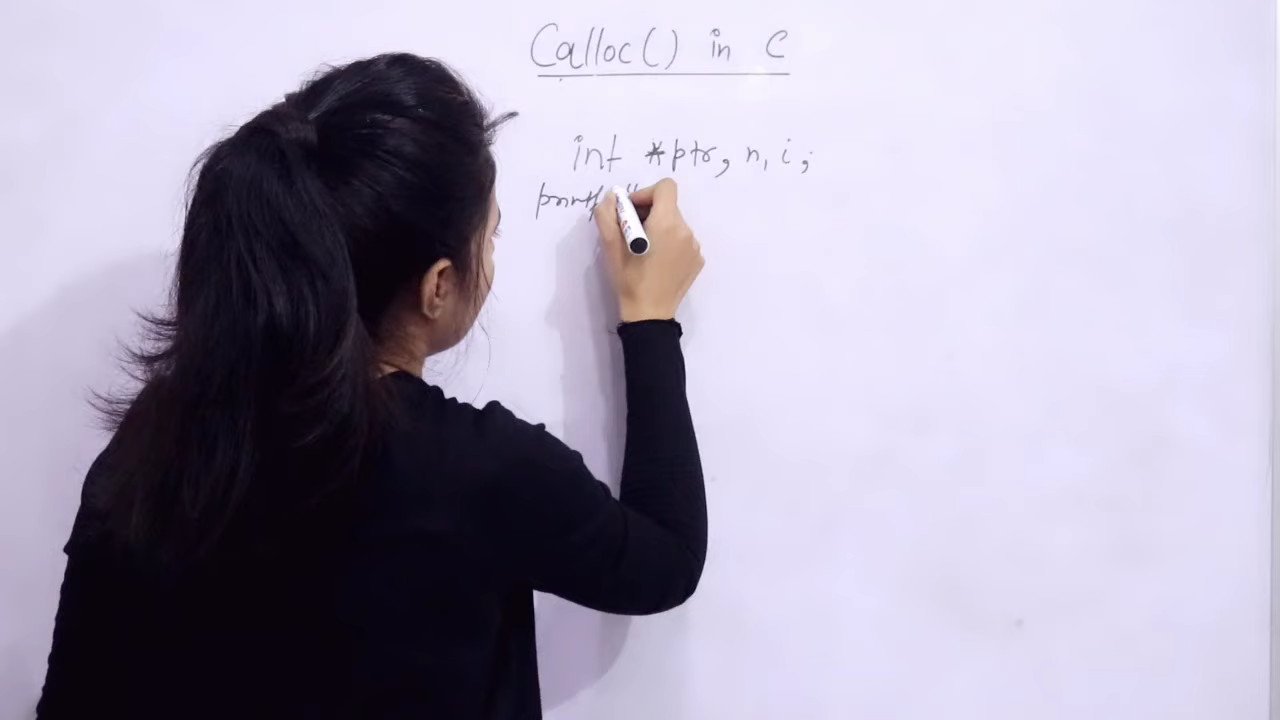 Calloc() in C
int *ptr, n, i;
printf("